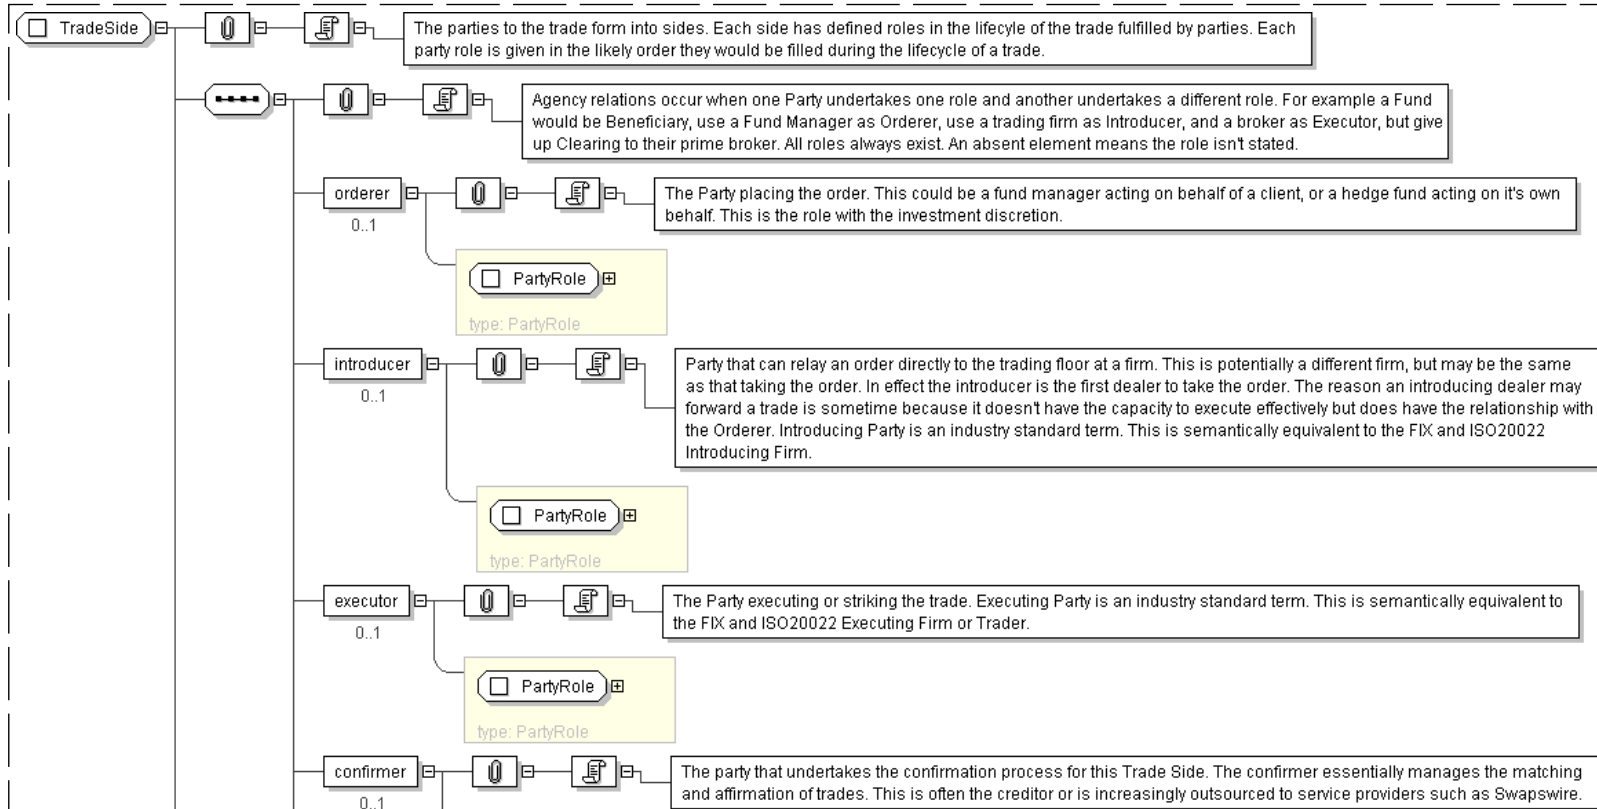 TradeSide
The parties to the trade form into sides. Each side has defined roles in the lifecyle of the trade fulfilled by parties. Each
party role is given in the likely order they would be filled during the lifecycle of a trade.
Agency relations occur when one Party undertakes one role and another undertakes a different role. For example a Fund
would be Beneficiary, use a Fund Manager as Orderer, use a trading firm as Introducer, and a broker as Executor, but give
up Clearing to their prime broker. All roles always exist. An absent element means the role isn't stated.
orderer
0..1
The Party placing the order. This could be a fund manager acting on behalf of a client, or a hedge fund acting on it's own
behalf. This is the role with the investment discretion.
PartyRole
type: PartyRole
introducer
0..1
Party that can relay an order directly to the trading floor at a firm. This is potentially a different firm, but may be the same
as that taking the order. In effect the introducer is the first dealer to take the order. The reason an introducing dealer may
forward a trade is sometime because it doesn't have the capacity to execute effectively but does have the relationship with
the Orderer. Introducing Party is an industry standard term. This is semantically equivalent to the FIX and ISO20022
Introducing Firm.
PartyRole
type: PartyRole
executor
0..1
The Party executing or striking the trade. Executing Party is an industry standard term. This is semantically equivalent to
the FIX and ISO20022 Executing Firm or Trader.
PartyRole
type: PartyRole
confirmer
0..1
The party that undertakes the confirmation process for this Trade Side. The confirmer essentially manages the matching
and affirmation of trades. This is often the creditor or is increasingly outsourced to service providers such as Swapswire.